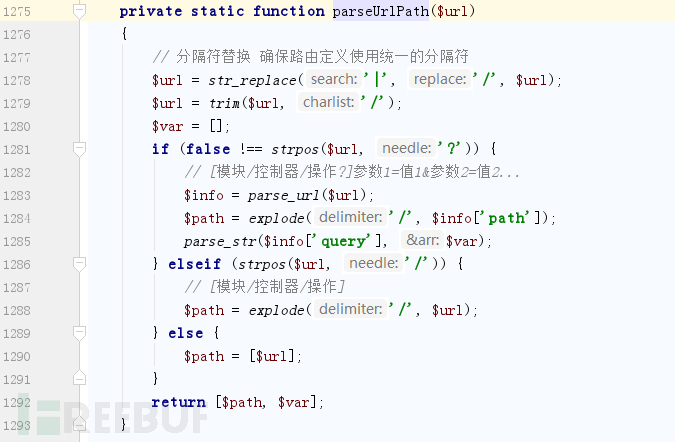 1275 private static function parseUrlPath($url)
1276 {
1277 // 分隔符替换 确保路由定义使用统一的分隔符
1278 $url = str_replace( search: '|', replace: '/', $url);
1279 $url = trim($url, charlist: '/');
1280 $var = [];
1281 if (false !== strpos($url, needle: '?')) {
1282 // [模块/控制器/操作?]参数1=值1&参数2=值2...
1283 $info = parse_url($url);
1284 $path = explode( delimiter: '/', $info['path']);
1285 parse_str($info['query'], &arr: $var);
1286 } elseif (strpos($url, needle: '/')) {
1287 // [模块/控制器/操作]
1288 $path = explode( delimiter: '/', $url);
1289 } else {
1290 $path = [$url];
1291 }
1292 return [$path, $var];
1293 }
FREEBUF